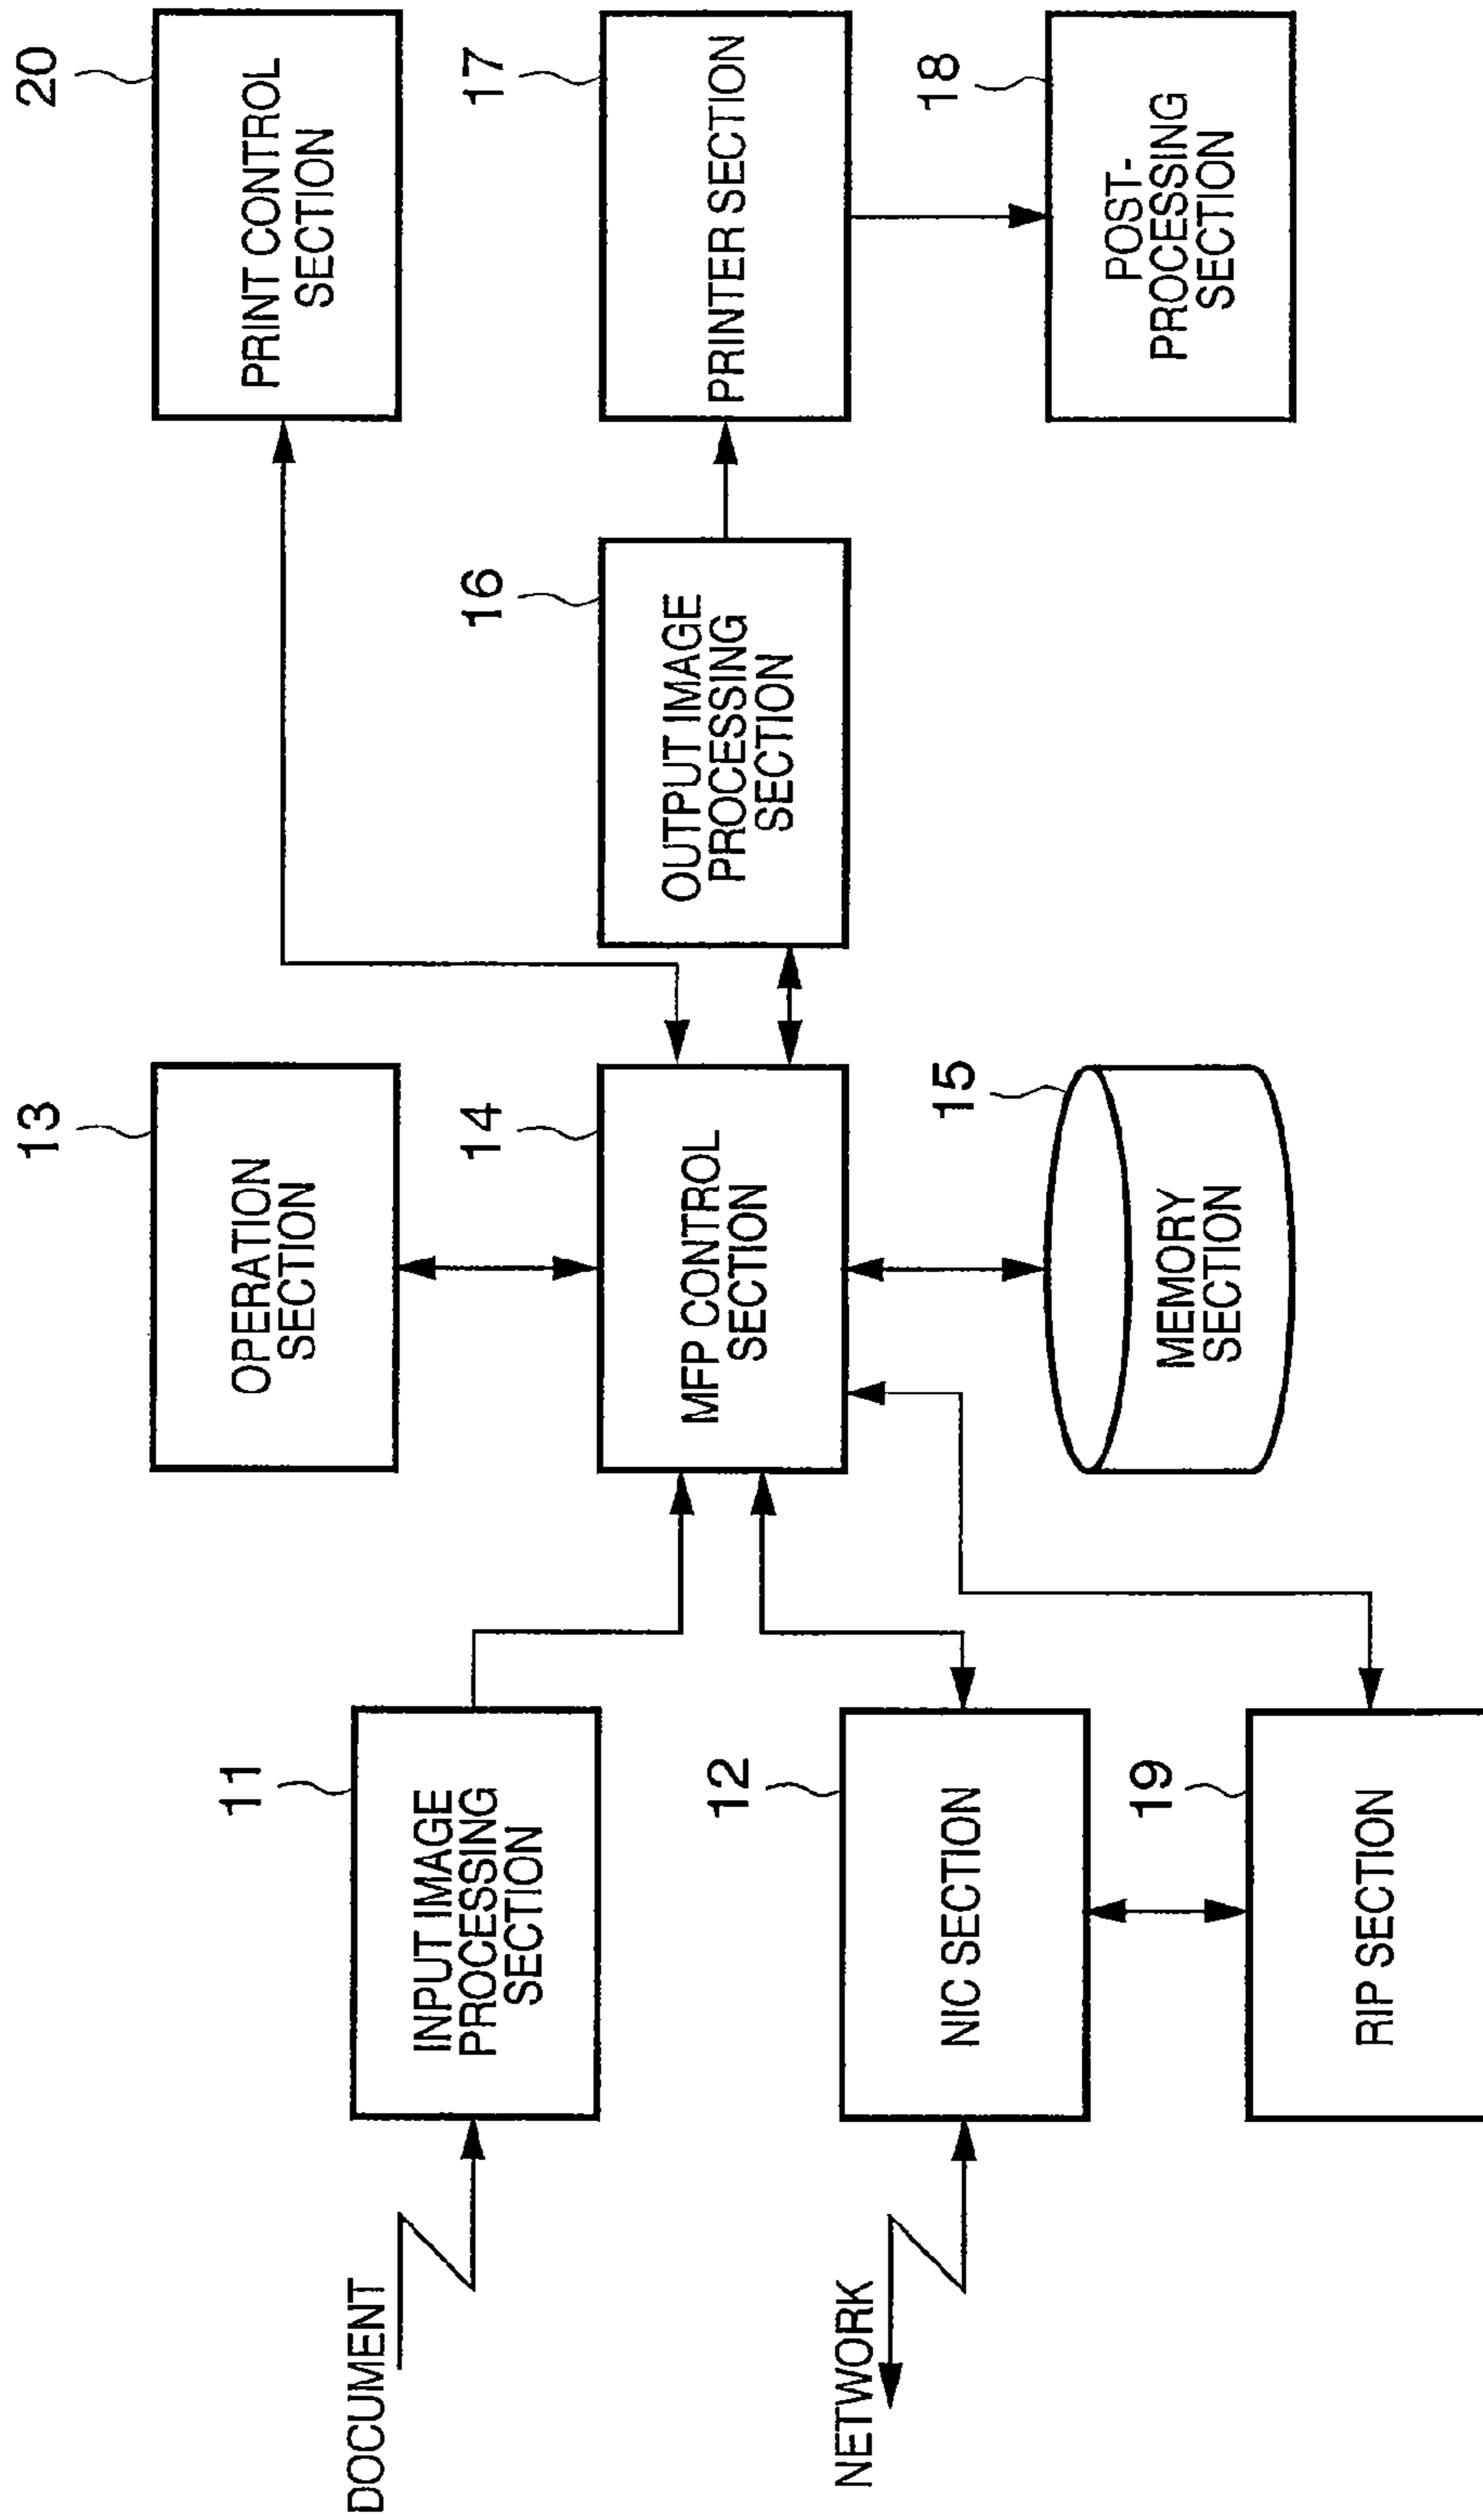 DOCUMENT
NETWORK
11
INPUT IMAGE
PROCESSING
SECTION
12
NIC SECTION
19
RIP SECTION
13
OPERATION
SECTION
14
MFP CONTROL
SECTION
15
MEMORY
SECTION
16
OUTPUT IMAGE
PROCESSING
SECTION
20
PRINT CONTROL
SECTION
17
PRINTER SECTION
18
POST-
PROCESSING
SECTION